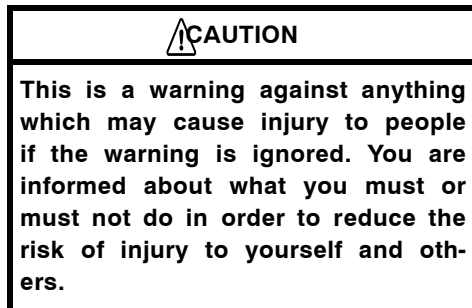 CAUTION
This is a warning against anything
which may cause injury to people
if the warning is ignored. You are
informed about what you must or
must not do in order to reduce the
risk of injury to yourself and oth-
ers.